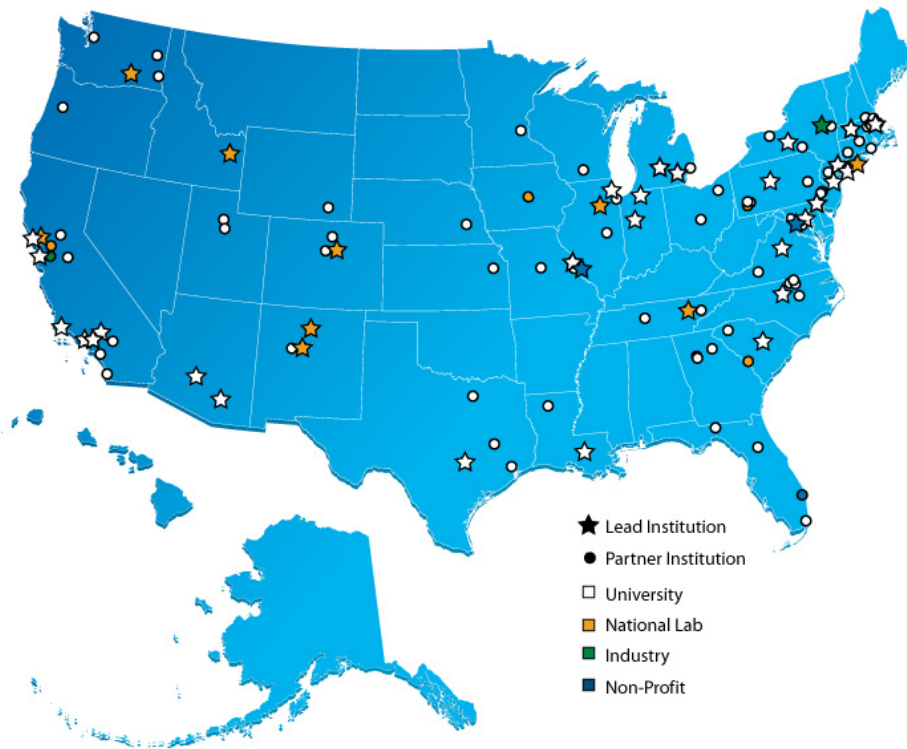 Lead Institution
Partner Institution
University
National Lab
Industry
Non-Profit